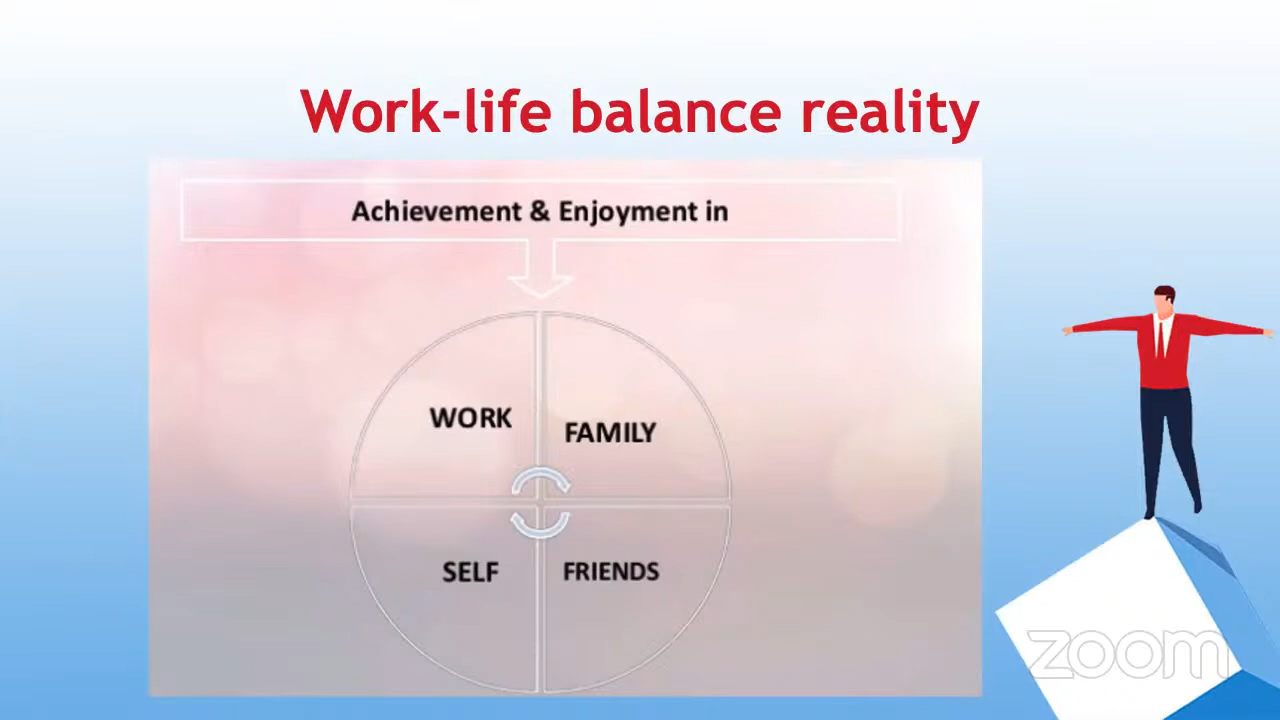 Work-life balance reality
Achievement & Enjoyment in
WORK
FAMILY
SELF
FRIENDS
zoom